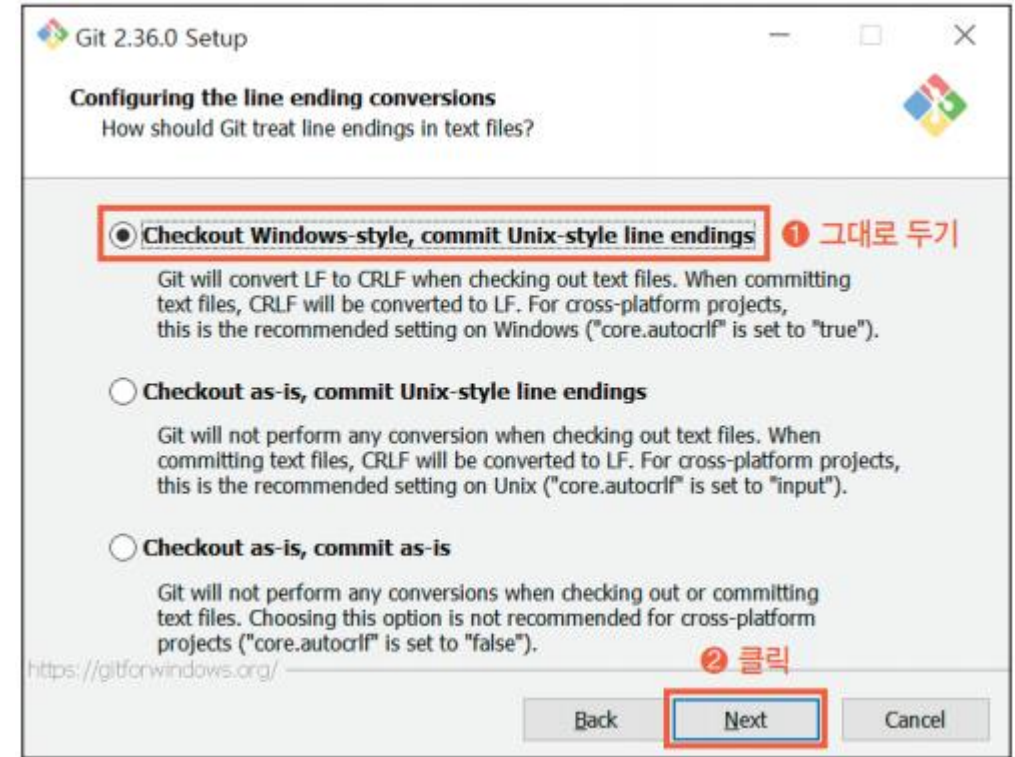 Git 2.36.0 Setup
Configuring the line ending conversions
How should Git treat line endings in text files?
Checkout Windows-style, commit Unix-style line endings
❶ 그대로 두기
Git will convert LF to CRLF when checking out text files. When committing
text files, CRLF will be converted to LF. For cross-platform projects,
this is the recommended setting on Windows ("core.autocrlf" is set to "true").
Checkout as-is, commit Unix-style line endings
Git will not perform any conversion when checking out text files. When
committing text files, CRLF will be converted to LF. For cross-platform projects,
this is the recommended setting on Unix ("core.autocrlf" is set to "input").
Checkout as-is, commit as-is
Git will not perform any conversions when checking out or committing
text files. Choosing this option is not recommended for cross-platform
projects ("core.autocrlf" is set to "false").
https://gitforwindows.org/
❷ 클릭
Back
Next
Cancel